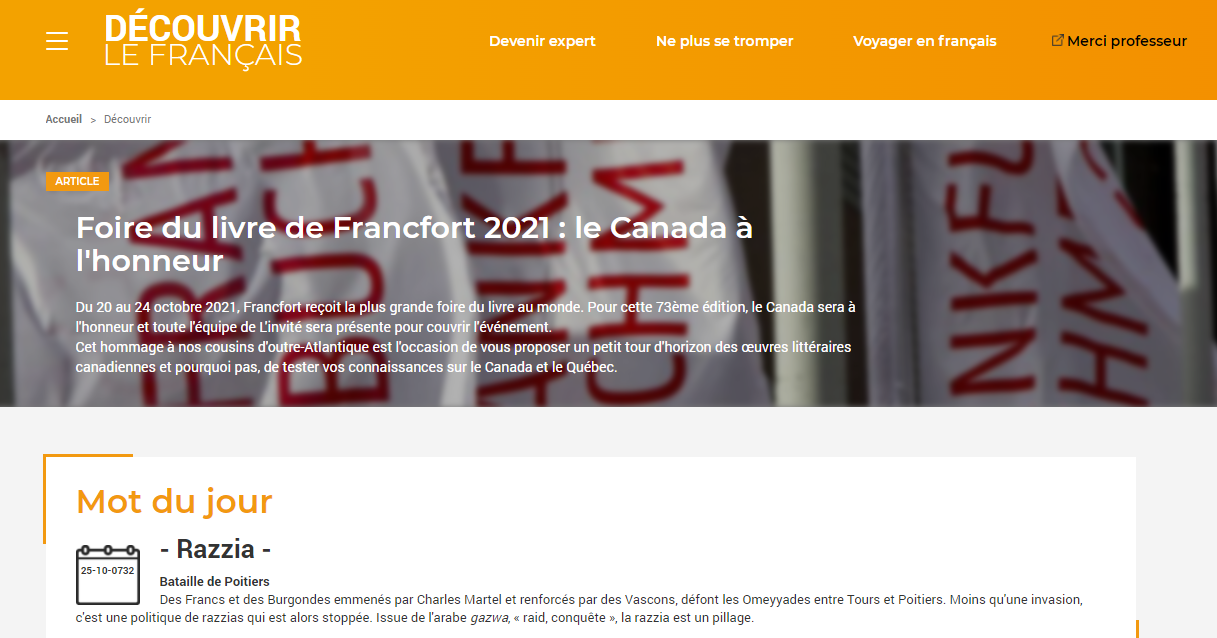 DÉCOUVRIR
LE FRANÇAIS
Devenir expert
Ne plus se tromper
Voyager en français
Merci professeur
Accueil > Découvrir
ARTICLE
Foire du livre de Francfort 2021 : le Canada à
l'honneur
Du 20 au 24 octobre 2021, Francfort reçoit la plus grande foire du livre au monde. Pour cette 73ème édition, le Canada sera à
l'honneur et toute l'équipe de L'invité sera présente pour couvrir l'événement.
Cet hommage à nos cousins d'outre-Atlantique est l'occasion de vous proposer un petit tour d'horizon des œuvres littéraires
canadiennes et pourquoi pas, de tester vos connaissances sur le Canada et le Québec.
Mot du jour
25-10-0732
- Razzia -
Bataille de Poitiers
Des Francs et des Burgondes emmenés par Charles Martel et renforcés par des Vascons, défont les Omeyyades entre Tours et Poitiers. Moins qu'une invasion,
c'est une politique de razzias qui est alors stoppée. Issue de l'arabe gazwa, « raid, conquête », la razzia est un pillage.